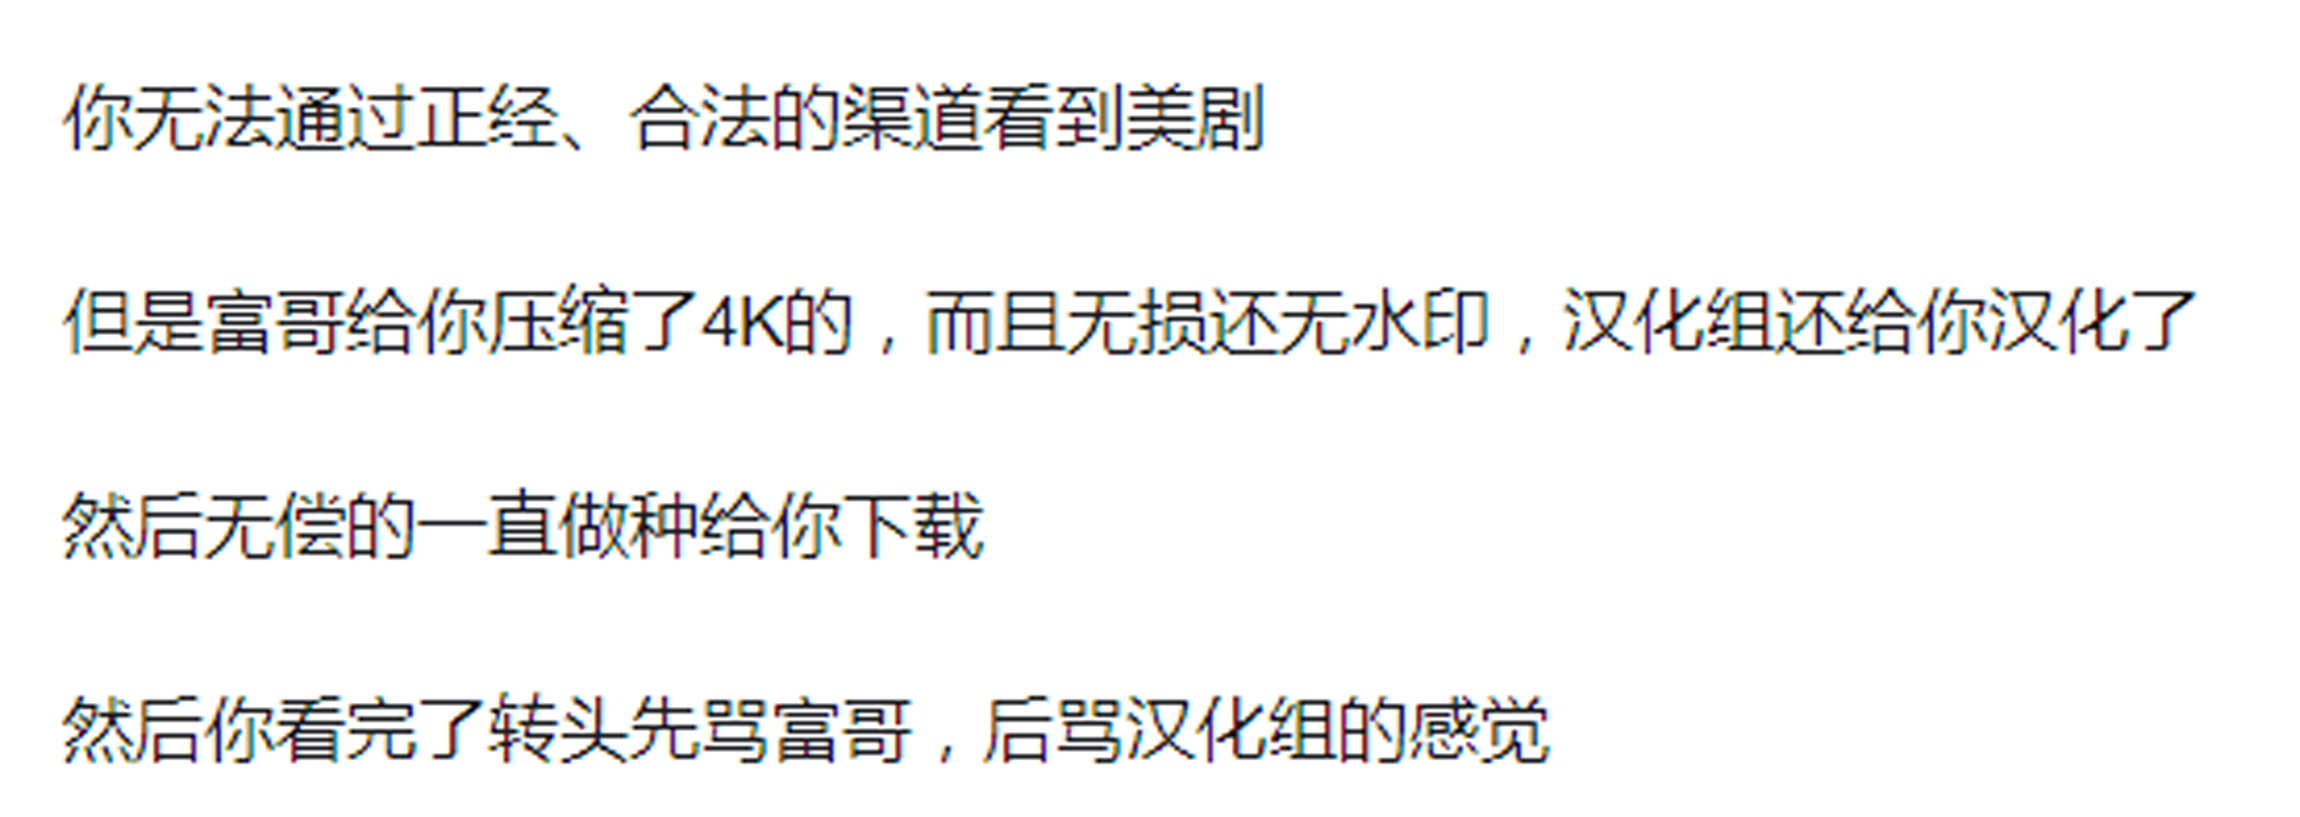 你无法通过正经、合法的渠道看到美剧
但是富哥给你压缩了4K的，而且无损还无水印，汉化组还给你汉化了
然后无偿的一直做种给你下载
然后你看完了转头先骂富哥，后骂汉化组的感觉